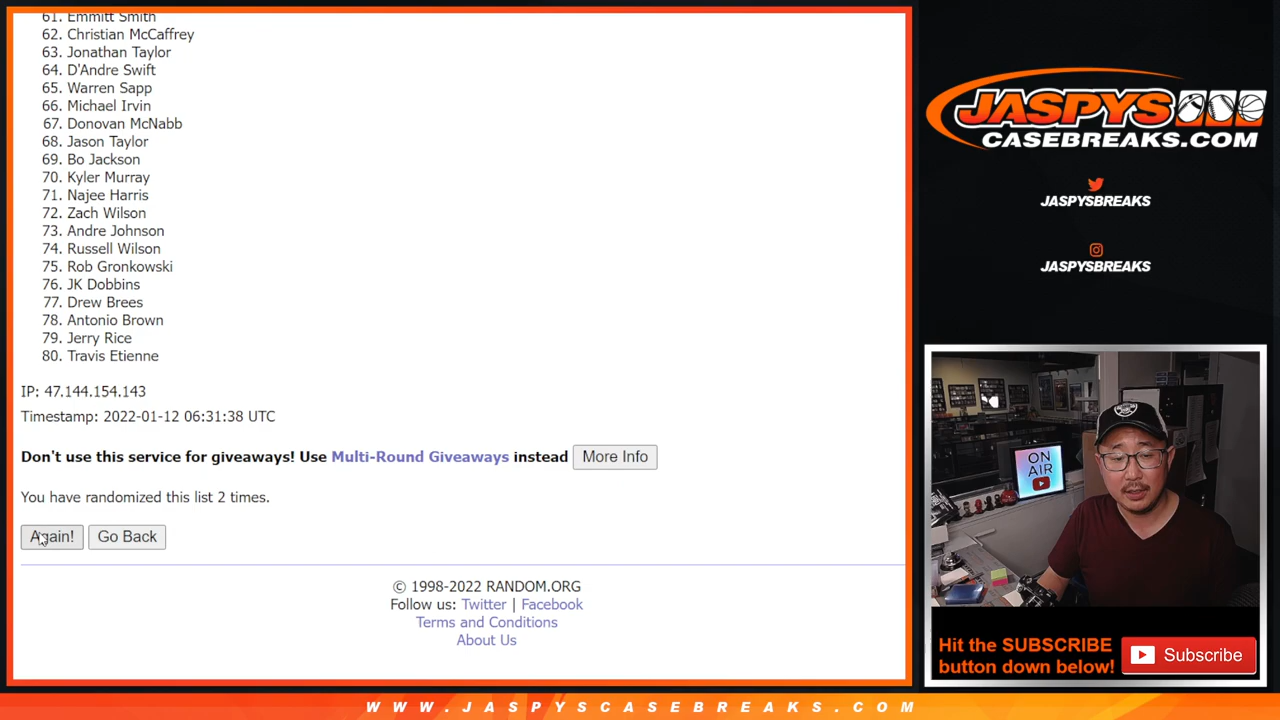 61. Emmitt Smith
62. Christian McCaffrey
63. Jonathan Taylor
64. D'Andre Swift
65. Warren Sapp
66. Michael Irvin
67. Donovan McNabb
68. Jason Taylor
69. Bo Jackson
70. Kyler Murray
71. Najee Harris
72. Zach Wilson
73. Andre Johnson
74. Russell Wilson
75. Rob Gronkowski
76. JK Dobbins
77. Drew Brees
78. Antonio Brown
79. Jerry Rice
80. Travis Etienne
IP: 47.144.154.143
Timestamp: 2022-01-12 06:31:38 UTC
Don't use this service for giveaways! Use Multi-Round Giveaways instead More Info
You have randomized this list 2 times.
Again! Go Back
© 1998-2022 RANDOM.ORG
Follow us: Twitter | Facebook
Terms and Conditions
About Us
JASPYS
CASEBREAKS.COM
JASPYSBREAKS
JASPYSBREAKS
ON
AIR
Hit the SUBSCRIBE
button down below!
Subscribe
WWW.JASPYSCASEBREAKS.COM